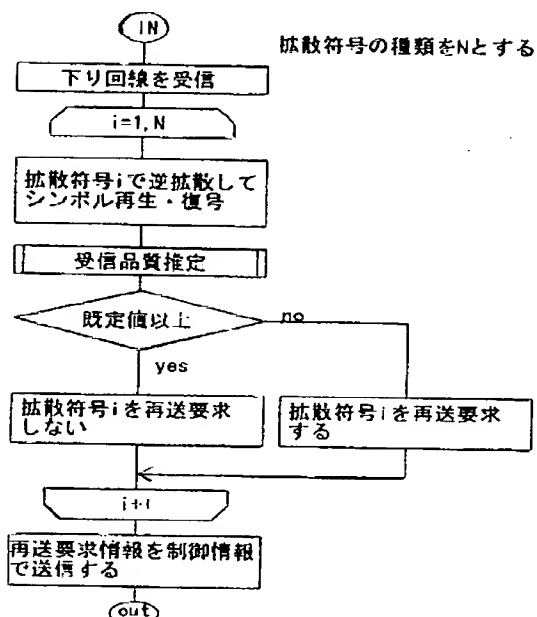 IN
拡散符号の種類をNとする
下り回線を受信
i=1,N
拡散符号iで逆拡散して
シンボル再生・復号
受信品質推定
既定値以上
no
yes
拡散符号iを再送要求
しない
拡散符号iを再送要求
する
i++
再送要求情報を制御情報
で送信する
out